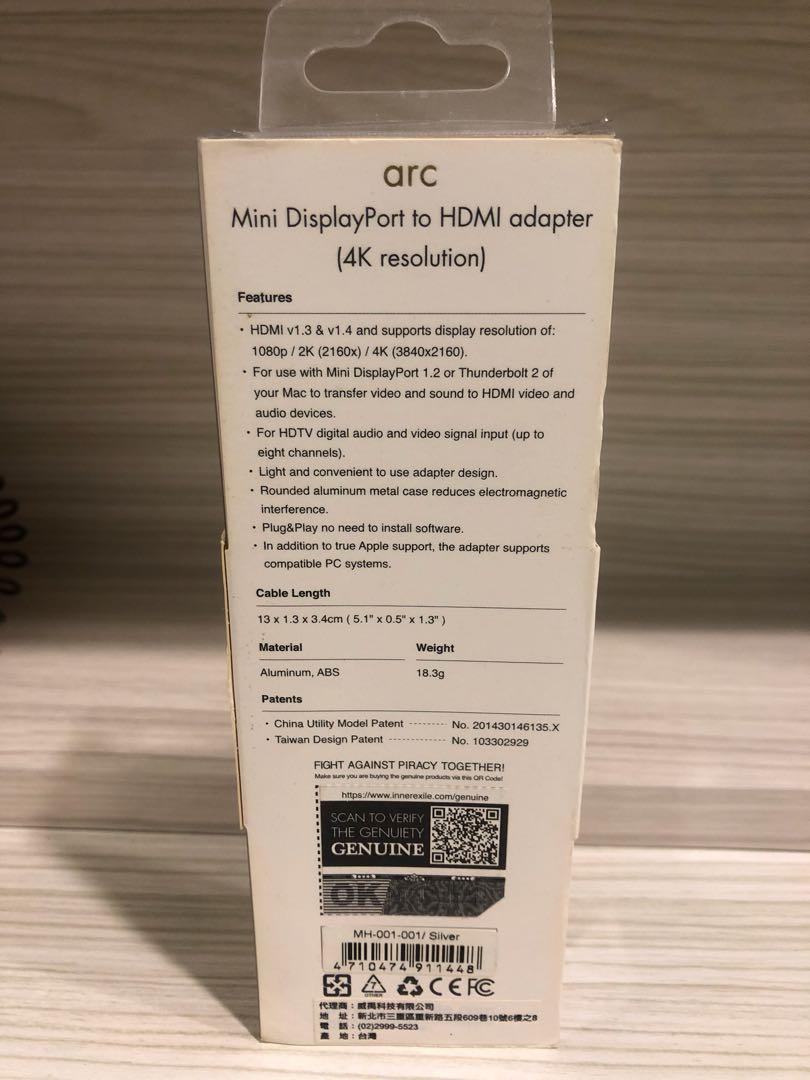 arc
Mini DisplayPort to HDMI adapter
(4K resolution)
Features
• HDMI v1.3 & v1.4 and supports display resolution of:
1080p / 2K (2160x) / 4K (3840x2160).
• For use with Mini DisplayPort 1.2 or Thunderbolt 2 of
your Mac to transfer video and sound to HDMI video and
audio devices.
• For HDTV digital audio and video signal input (up to
eight channels).
• Light and convenient to use adapter design.
• Rounded aluminum metal case reduces electromagnetic
interference.
• Plug&Play no need to install software.
• In addition to true Apple support, the adapter supports
compatible PC systems.
Cable Length
13 x 1.3 x 3.4cm ( 5.1" x 0.5" x 1.3" )
Material Weight
Aluminum, ABS 18.3g
Patents
• China Utility Model Patent -------- No. 201430146135.X
• Taiwan Design Patent ------------- No. 103302929
FIGHT AGAINST PIRACY TOGETHER!
Make sure you are buying the genuine products via this QR Code!
https://www.innerexile.com/genuine
SCAN TO VERIFY
THE GENUIETY
GENUINE
OK
MH-001-001/ Silver
4 710474 911448
7
OTHER
CE FC
代理商：威禹科技有限公司
地 址：新北市三重區重新路五段609巷10號6樓之8
電 話：(02)2999-5523
產 地：台灣